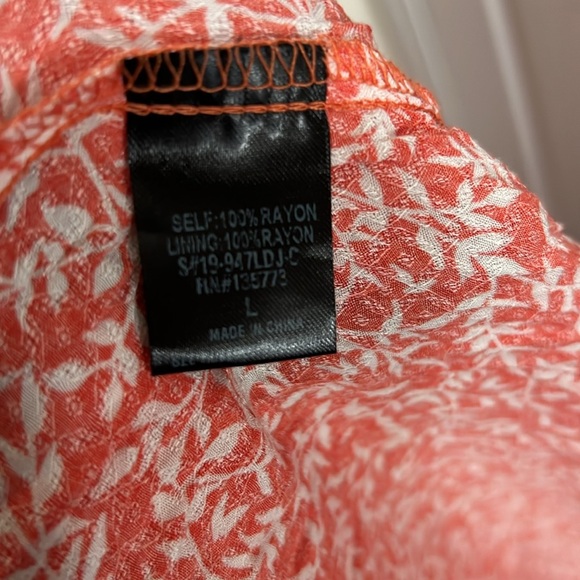 SELF:100% RAYON
LINING:100% RAYON
S#19-947LDJ-C
RN#135773
L
MADE IN CHINA